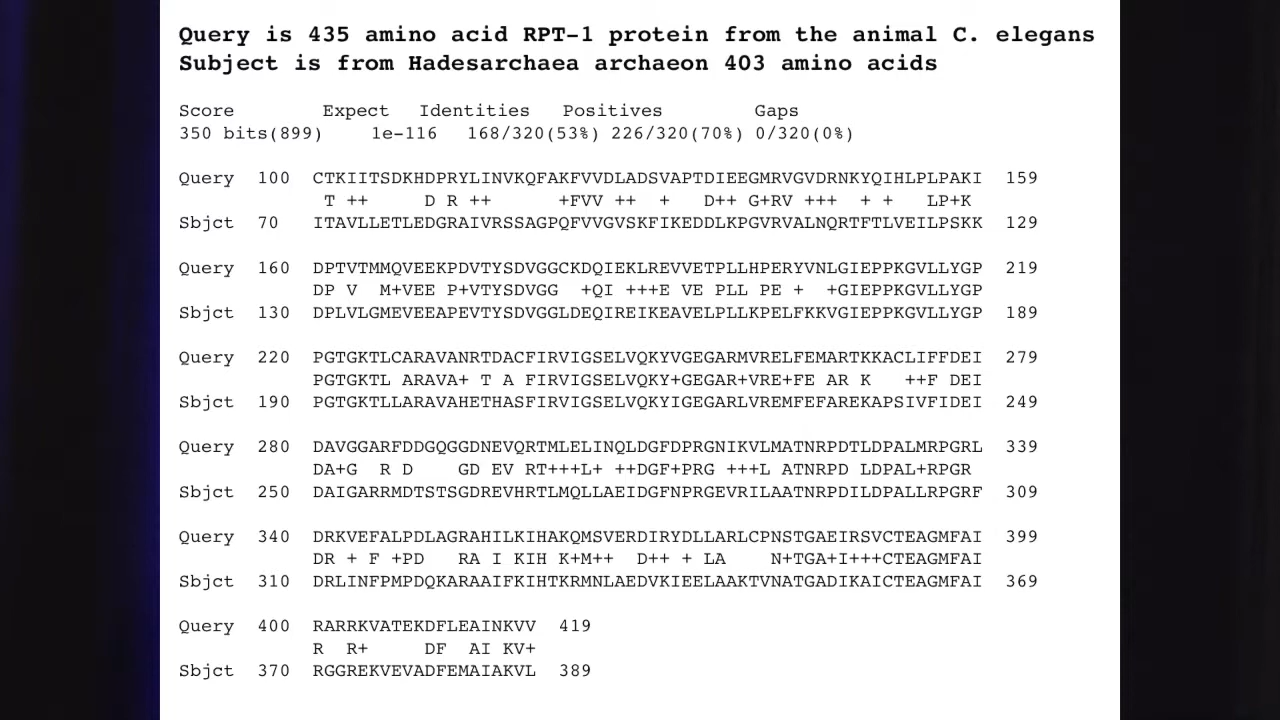 Query is 435 amino acid RPT-1 protein from the animal C. elegans
Subject is from Hadesarchaea archaeon 403 amino acids
Score Expect Identities Positives Gaps
350 bits(899) 1e-116 168/320(53%) 226/320(70%) 0/320(0%)
Query 100 CTKIITSDKHDPRYLINVKQFAKFVVDLADSVAPTDIEEGMRVGVDRNKYQIHLPLPAKI 159
T ++ D R ++ +FVV ++ + D++ G+RV +++ + + LP+K
Sbjct 70 ITAVLLETLEDGRAIVRSSAGPQFVVGVSKFIKEDDLKPGVRVALNQRTFTLVEILPSKK 129
Query 160 DPTVTMMQVEEKPDVTYSDVGGCKDQIEKLREVVETPLLHPERYVNLGIEPPKGVLLYGP 219
DP V M+VEE P+VTYSDVGG +QI +++E VE PLL PE + +GIEPPKGVLLYGP
Sbjct 130 DPLVLGMEVEEAPEVTYSDVGGLDEQIREIKEAVELPLLKPELFKKVGIEPPKGVLLYGP 189
Query 220 PGTGKTLCARAVANRTDACFIRVIGSELVQKYVGEGARMVRELFEMARTKKACLIFFDEI 279
PGTGKTL ARAVA+ T A FIRVIGSELVQKY+GEGAR+VRE+FE AR K ++F DEI
Sbjct 190 PGTGKTLLARAVAHETHASFIRVIGSELVQKYIGEGARLVREMFEFAREKAPSIVFIDEI 249
Query 280 DAVGGARFDDGQGGDNEVQRTMLELINQLDGFDPRGNIKVLMATNRPDTLDPALMRPGRL 339
DA+G R D GD EV RT+++L+ ++DGF+PRG +++L ATNRPD LDPAL+RPGR
Sbjct 250 DAIGARRMDTSTSGDREVHRTLMQLLAEIDGFNPRGEVRILAATNRPDILDPALLRPGRF 309
Query 340 DRKVEFALPDLAGRAHILKIHAKQMSVERDIRYDLLARLCPNSTGAEIRSVCTEAGMFAI 399
DR + F +PD RA I KIH K+M++ D++ + LA N+TGA+I+++CTEAGMFAI
Sbjct 310 DRLINFPMPDQKARAAIFKIHTKRMNLAEDVKIEELAAKTVNATGADIKAICTEAGMFAI 369
Query 400 RARRKVATEKDFLEAINKVV 419
R R+ DF AI KV+
Sbjct 370 RGGREKVEVADFEMAIAKVL 389